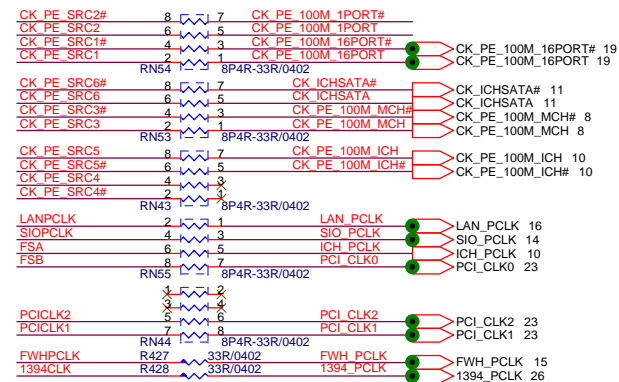 CK_PE_SRC2# 8 7 CK_PE_100M_1PORT#
CK_PE_SRC2 6 5 CK_PE_100M_1PORT
CK_PE_SRC1# 4 3 CK_PE_100M_16PORT# CK_PE_100M_16PORT# 19
CK_PE_SRC1 2 1 CK_PE_100M_16PORT CK_PE_100M_16PORT 19
RN54 8P4R-33R/0402
CK_PE_SRC6# 8 7 CK_ICHSATA# CK_ICHSATA# 11
CK_PE_SRC6 6 5 CK_ICHSATA CK_ICHSATA 11
CK_PE_SRC3# 4 3 CK_PE_100M_MCH# CK_PE_100M_MCH# 8
CK_PE_SRC3 2 1 CK_PE_100M_MCH CK_PE_100M_MCH 8
RN53 8P4R-33R/0402
CK_PE_SRC5 8 7 CK_PE_100M_ICH CK_PE_100M_ICH 10
CK_PE_SRC5# 6 5 CK_PE_100M_ICH# CK_PE_100M_ICH# 10
CK_PE_SRC4 4 3
CK_PE_SRC4# 2 1
RN43 8P4R-33R/0402
LANPCLK 2 1 LAN_PCLK LAN_PCLK 16
SIOPCLK 4 3 SIO_PCLK SIO_PCLK 14
FSA 6 5 ICH_PCLK ICH_PCLK 10
FSB 8 7 PCI_CLK0 PCI_CLK0 23
RN55 8P4R-33R/0402
1 2
3 4
PCICLK2 5 6 PCI_CLK2 PCI_CLK2 23
PCICLK1 7 8 PCI_CLK1 PCI_CLK1 23
RN44 8P4R-33R/0402
FWHPCLK R427 33R/0402 FWH_PCLK FWH_PCLK 15
1394CLK R428 33R/0402 1394_PCLK 1394_PCLK 26